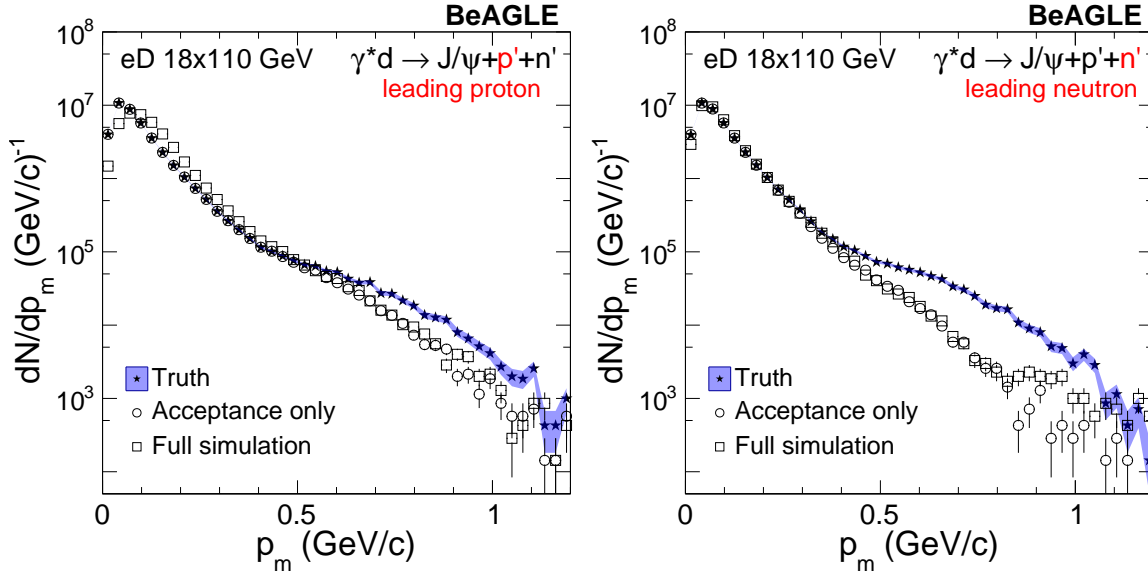 BeAGLE
eD 18x110 GeV γ*d → J/ψ+p'+n'
leading proton
dN/dp_m (GeV/c)^-1
10^8
10^7
10^5
10^3
Truth
Acceptance only
Full simulation
0 0.5 1
p_m (GeV/c)
BeAGLE
eD 18x110 GeV γ*d → J/ψ+p'+n'
leading neutron
dN/dp_m (GeV/c)^-1
10^8
10^7
10^5
10^3
Truth
Acceptance only
Full simulation
0 0.5 1
p_m (GeV/c)